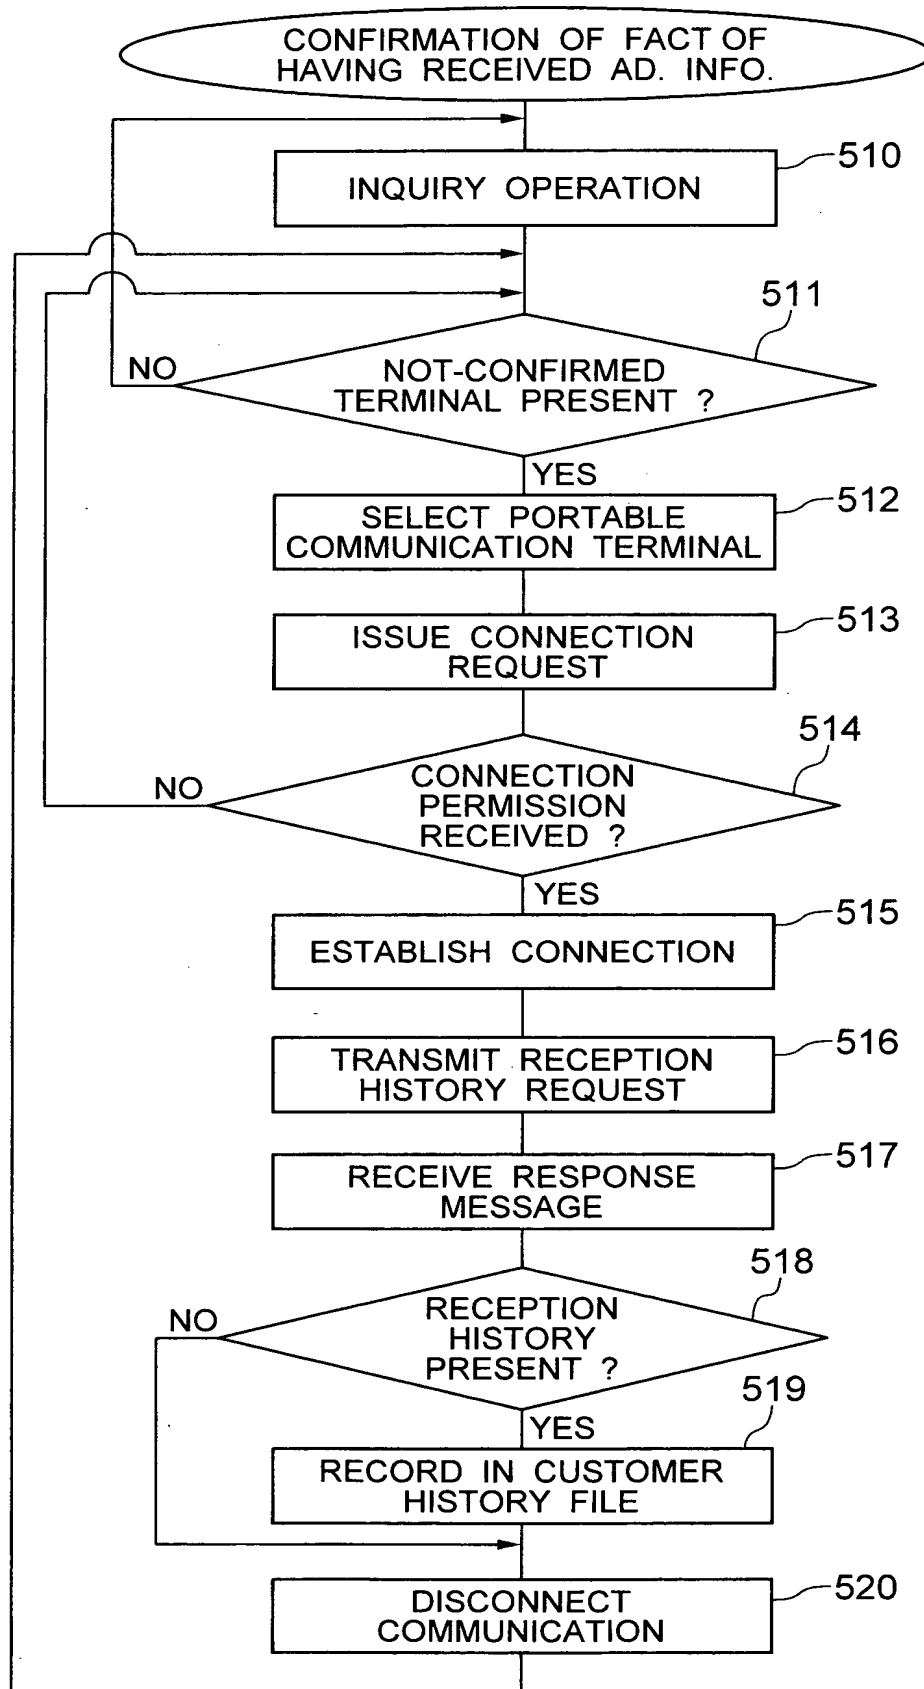 CONFIRMATION OF FACT OF
HAVING RECEIVED AD. INFO.
510
INQUIRY OPERATION
511
NO
NOT-CONFIRMED
TERMINAL PRESENT ?
YES
512
SELECT PORTABLE
COMMUNICATION TERMINAL
513
ISSUE CONNECTION
REQUEST
514
NO
CONNECTION
PERMISSION
RECEIVED ?
YES
515
ESTABLISH CONNECTION
516
TRANSMIT RECEPTION
HISTORY REQUEST
517
RECEIVE RESPONSE
MESSAGE
518
NO
RECEPTION
HISTORY
PRESENT ?
519
YES
RECORD IN CUSTOMER
HISTORY FILE
520
DISCONNECT
COMMUNICATION